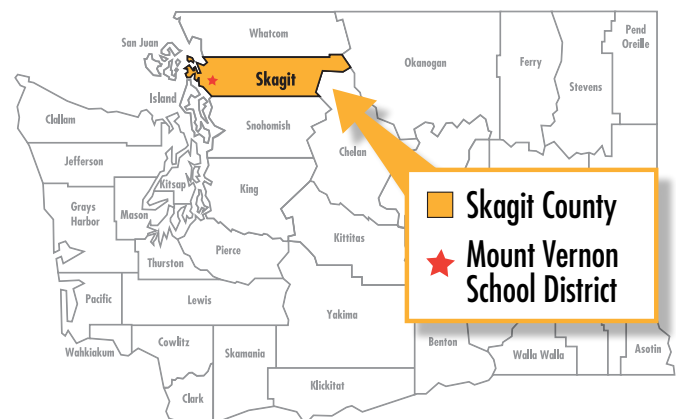 Whatcom
Pend
Oreille
San Juan
Okanogan
Ferry
Skagit
Stevens
Island
Clallam
Snohomish
Chelan
Jefferson
Kitsap
King
Skagit County
Grays
Harbor
Mason
Kittitas
Mount Vernon
School District
Pierce
Thurston
Pacific
Lewis
Yakima
Wahkiakum
Cowlitz
Skamania
Benton
Walla Walla
Asotin
Klickitat
Clark